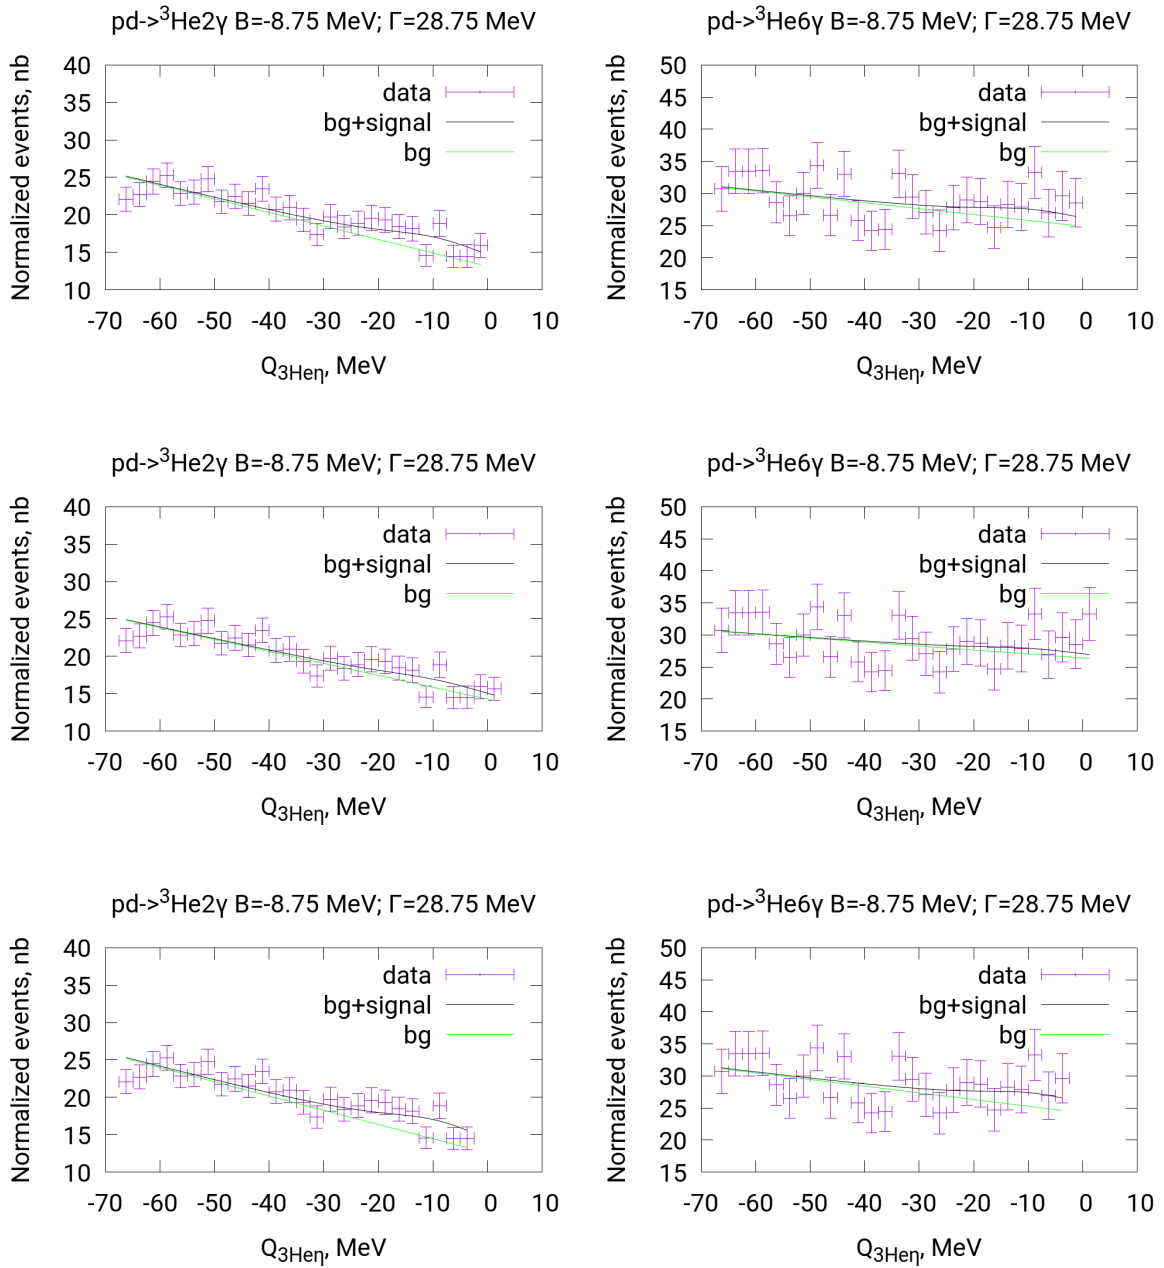 pd->³He2γ B=-8.75 MeV; Γ=28.75 MeV
Normalized events, nb
40
35
30
25
20
15
10
data
bg+signal
bg
-70 -60 -50 -40 -30 -20 -10 0 10
Q₃Heη, MeV
pd->³He6γ B=-8.75 MeV; Γ=28.75 MeV
Normalized events, nb
50
45
40
35
30
25
20
15
data
bg+signal
bg
-70 -60 -50 -40 -30 -20 -10 0 10
Q₃Heη, MeV
pd->³He2γ B=-8.75 MeV; Γ=28.75 MeV
Normalized events, nb
40
35
30
25
20
15
10
data
bg+signal
bg
-70 -60 -50 -40 -30 -20 -10 0 10
Q₃Heη, MeV
pd->³He6γ B=-8.75 MeV; Γ=28.75 MeV
Normalized events, nb
50
45
40
35
30
25
20
15
data
bg+signal
bg
-70 -60 -50 -40 -30 -20 -10 0 10
Q₃Heη, MeV
pd->³He2γ B=-8.75 MeV; Γ=28.75 MeV
Normalized events, nb
40
35
30
25
20
15
10
data
bg+signal
bg
-70 -60 -50 -40 -30 -20 -10 0 10
Q₃Heη, MeV
pd->³He6γ B=-8.75 MeV; Γ=28.75 MeV
Normalized events, nb
50
45
40
35
30
25
20
15
data
bg+signal
bg
-70 -60 -50 -40 -30 -20 -10 0 10
Q₃Heη, MeV